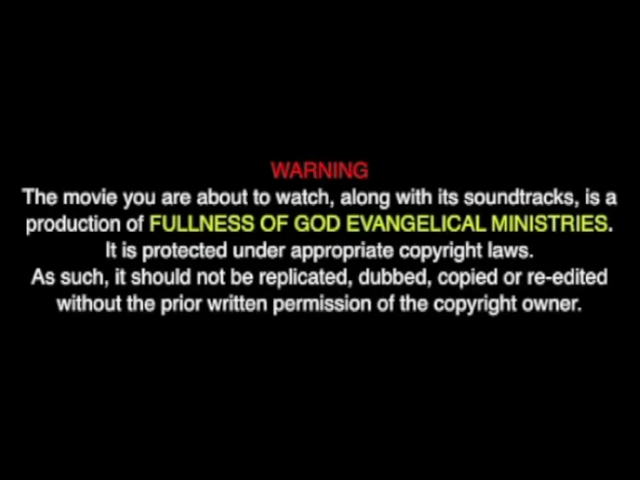 WARNING
The movie you are about to watch, along with its soundtracks, is a
production of FULLNESS OF GOD EVANGELICAL MINISTRIES.
It is protected under appropriate copyright laws.
As such, it should not be replicated, dubbed, copied or re-edited
without the prior written permission of the copyright owner.